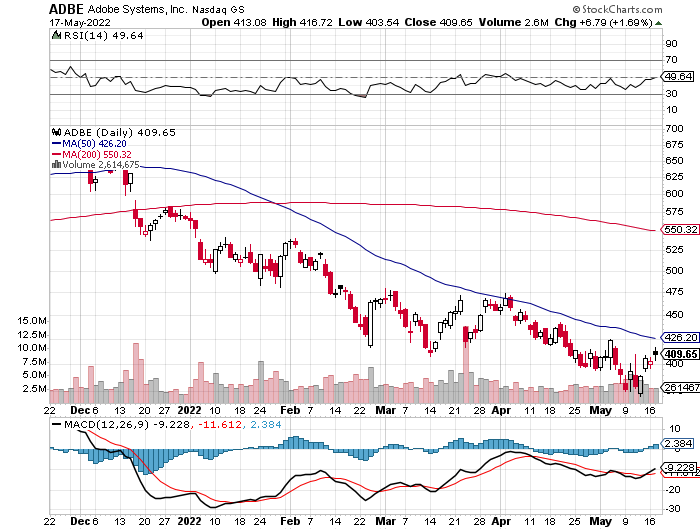 ADBE Adobe Systems, Inc. Nasdaq GS © StockCharts.com
17-May-2022 Open 413.08 High 416.72 Low 403.54 Close 409.65 Volume 2.6M Chg +6.79 (+1.69%)
RSI(14) 49.64
90
70
49.64
30
10
ADBE (Daily) 409.65
MA(50) 426.20
MA(200) 550.32
Volume 2,614,675
700
675
650
625
600
575
550.32
525
500
475
450
426.20
409.65
400
15.0M
12.5M
10.0M
7.5M
5.0M
2.5M
22 Dec 6 13 20 27 2022 10 18 24 Feb 7 14 22 Mar 7 14 21 28 Apr 11 18 25 May 9 16
MACD(12,26,9) -9.228, -11.612, 2.384
10
2.384
-9.228
-20
-30
22 Dec 6 13 20 27 2022 10 18 24 Feb 7 14 22 Mar 7 14 21 28 Apr 11 18 25 May 9 16